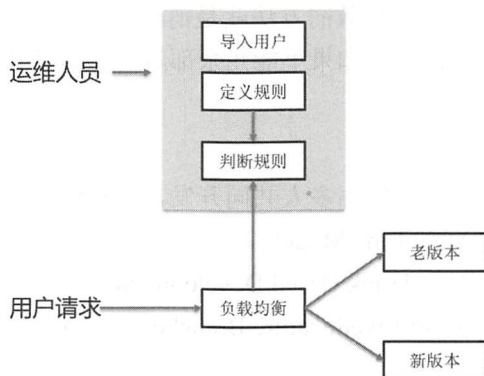 导入用户
运维人员
定义规则
判断规则
老版本
用户请求
负载均衡
新版本